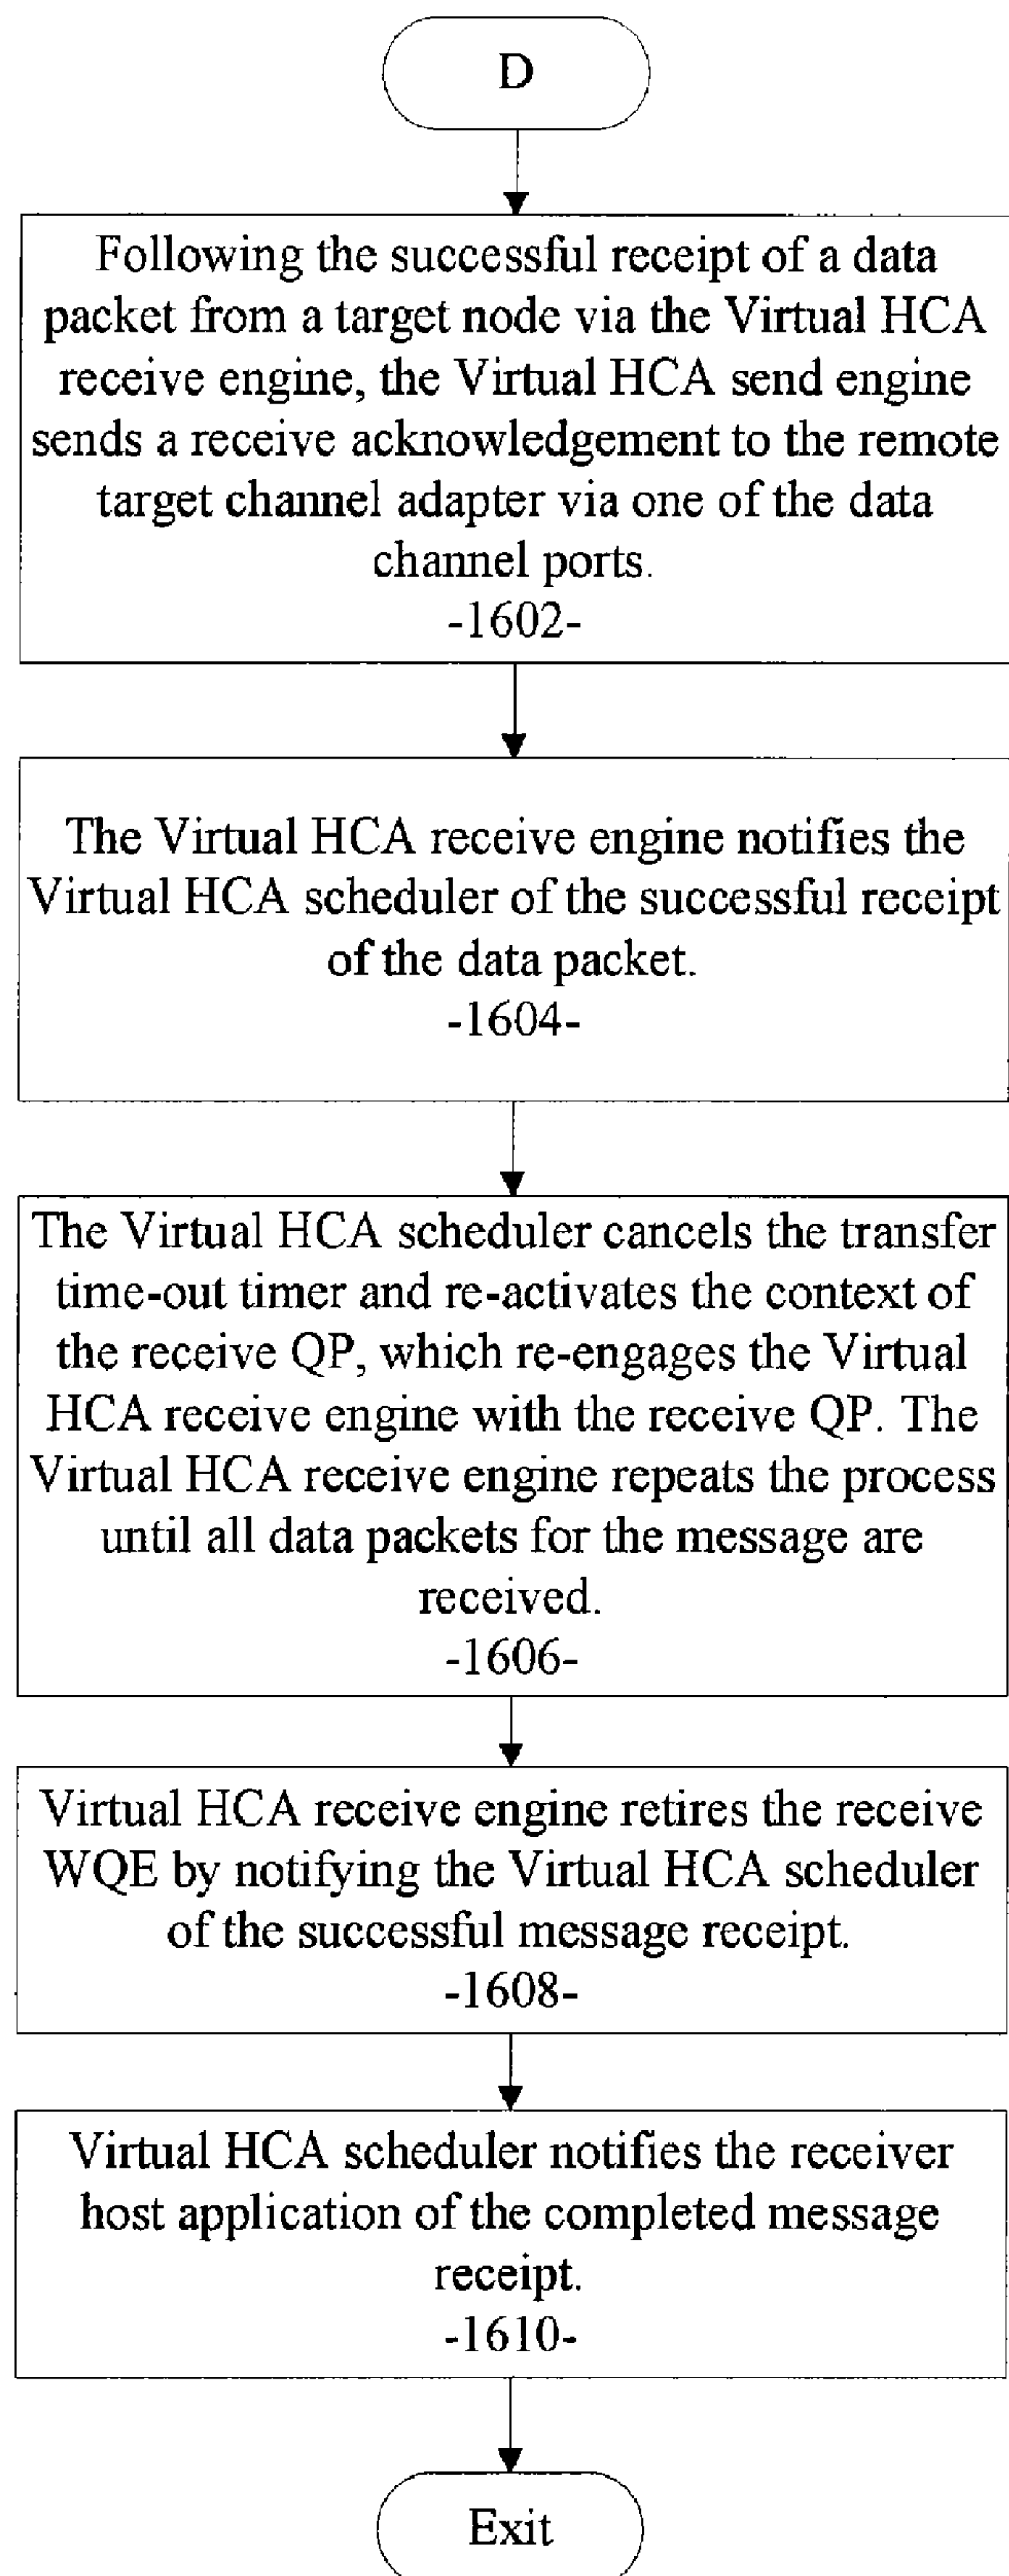 D
Following the successful receipt of a data
packet from a target node via the Virtual HCA
receive engine, the Virtual HCA send engine
sends a receive acknowledgement to the remote
target channel adapter via one of the data
channel ports.
-1602-
The Virtual HCA receive engine notifies the
Virtual HCA scheduler of the successful receipt
of the data packet.
-1604-
The Virtual HCA scheduler cancels the transfer
time-out timer and re-activates the context of
the receive QP, which re-engages the Virtual
HCA receive engine with the receive QP. The
Virtual HCA receive engine repeats the process
until all data packets for the message are
received.
-1606-
Virtual HCA receive engine retires the receive
WQE by notifying the Virtual HCA scheduler
of the successful message receipt.
-1608-
Virtual HCA scheduler notifies the receiver
host application of the completed message
receipt.
-1610-
Exit